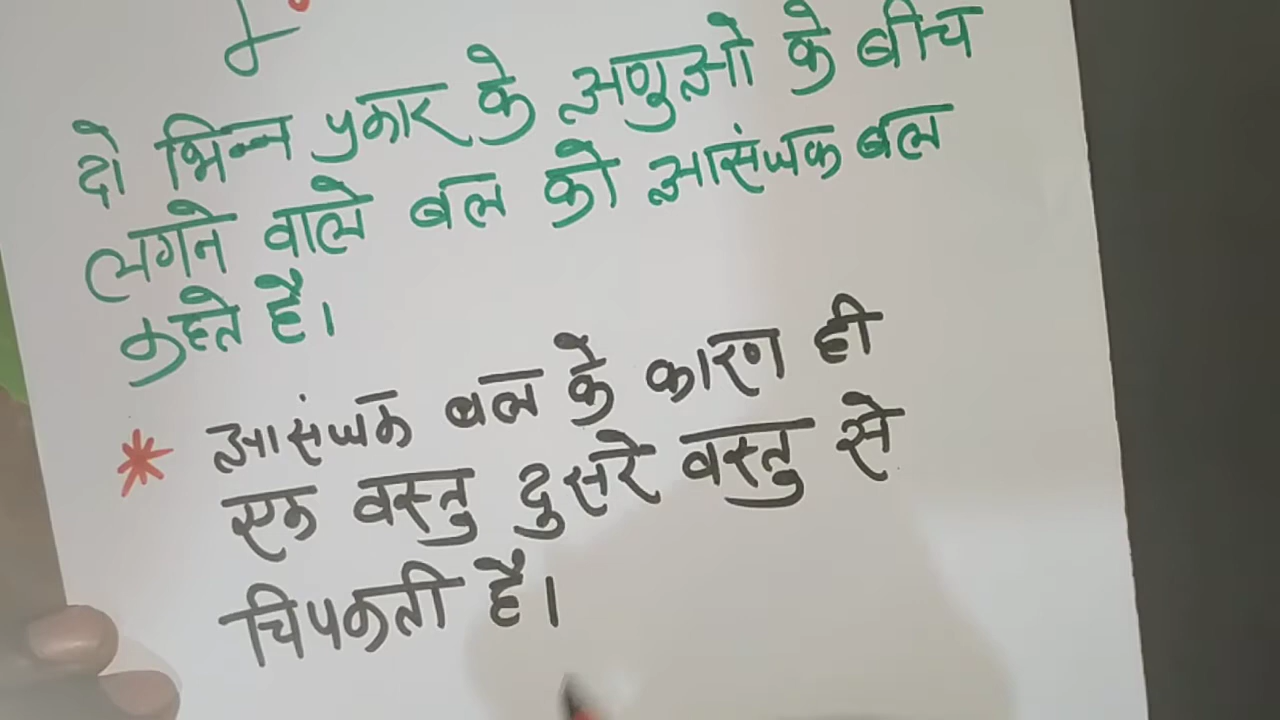 दो भिन्न प्रकार के अणुओ के बीच
लगने वाले बल को आसंजक बल
कहते है।
* आसंजक बल के कारण ही
एक वस्तु दुसरे वस्तु से
चिपकती है।